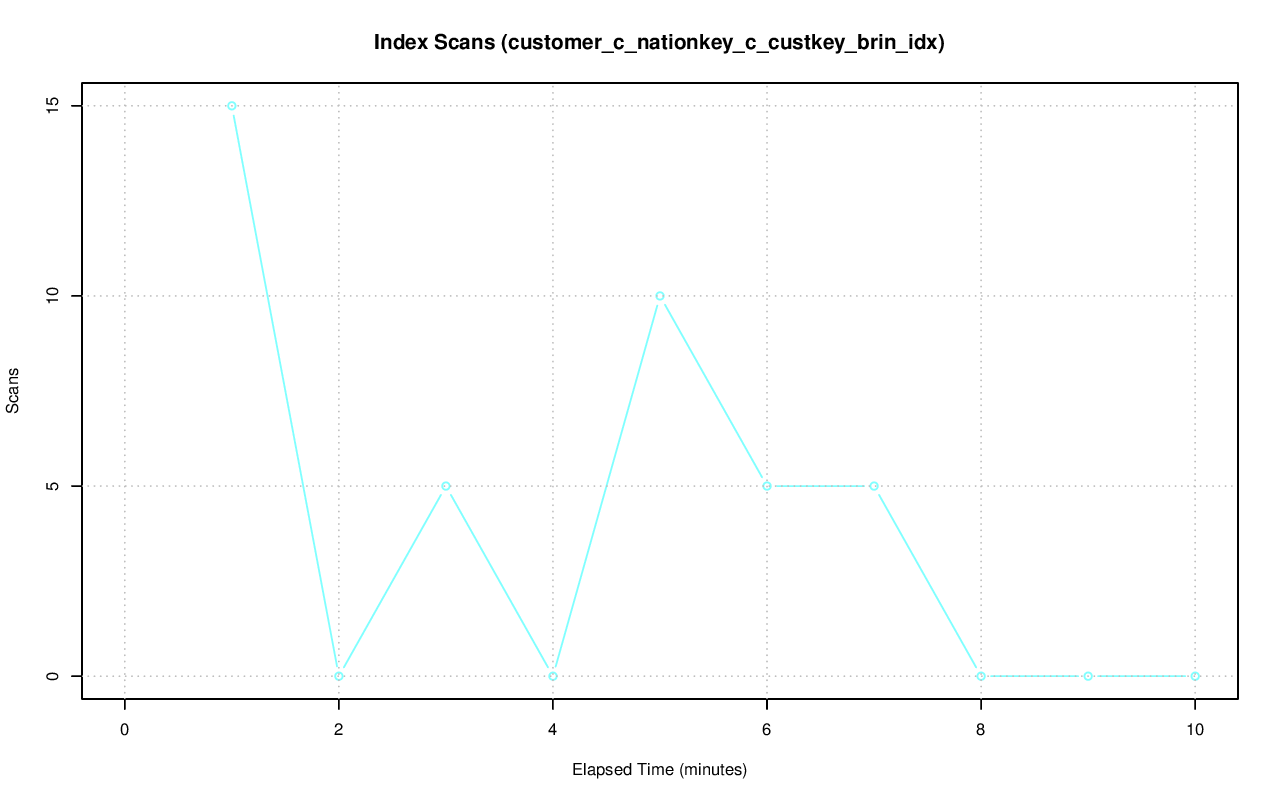 Index Scans (customer_c_nationkey_c_custkey_brin_idx)
15
10
5
0
Scans
0 2 4 6 8 10
Elapsed Time (minutes)